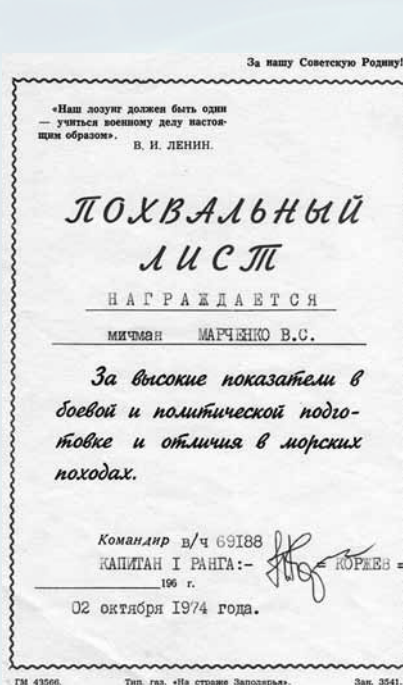 За нашу Советскую Родину!
«Наш лозунг должен быть один
— учиться военному делу настоя-
щим образом».
В. И. ЛЕНИН.
ПОХВАЛЬНЫЙ
ЛИСТ
НАГРАЖДАЕТСЯ
мичман МАРЧЕНКО В.С.
За высокие показатели в
боевой и политической подго-
товке и отличия в морских
походах.
Командир в/ч 69188
КАПИТАН I РАНГА:- = КОРЖЕВ =
196 г.
02 октября 1974 года.
ГМ 43566. Тип. газ. «На страже Заполярья». Зак. 3541.